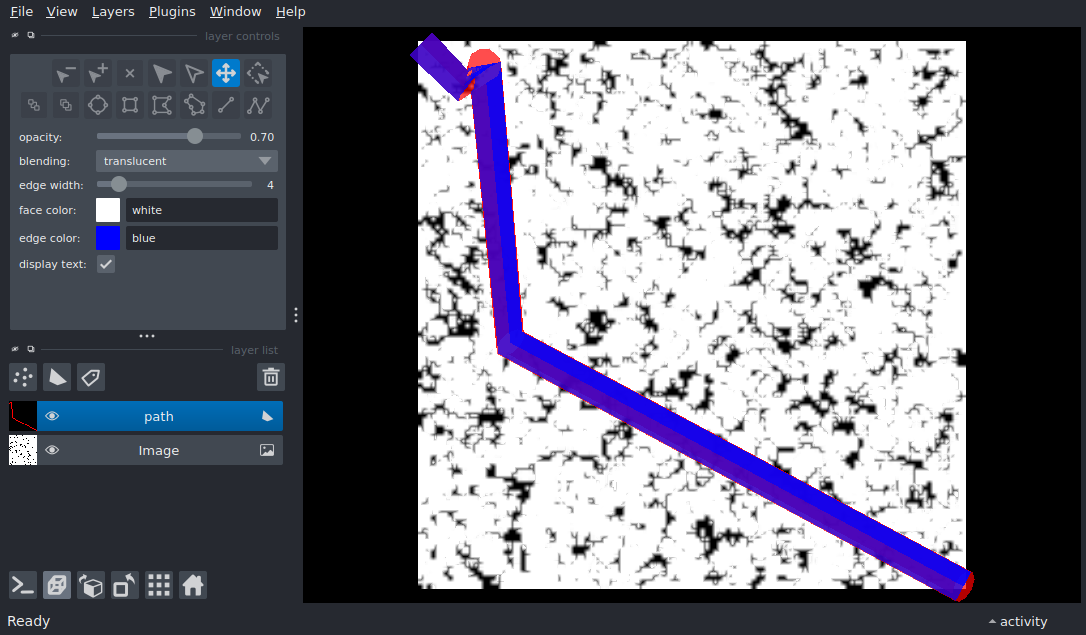 File View Layers Plugins Window Help
layer controls
opacity: 0.70
blending: translucent
edge width: 4
face color: white
edge color: blue
display text:
layer list
path
Image
Ready
activity